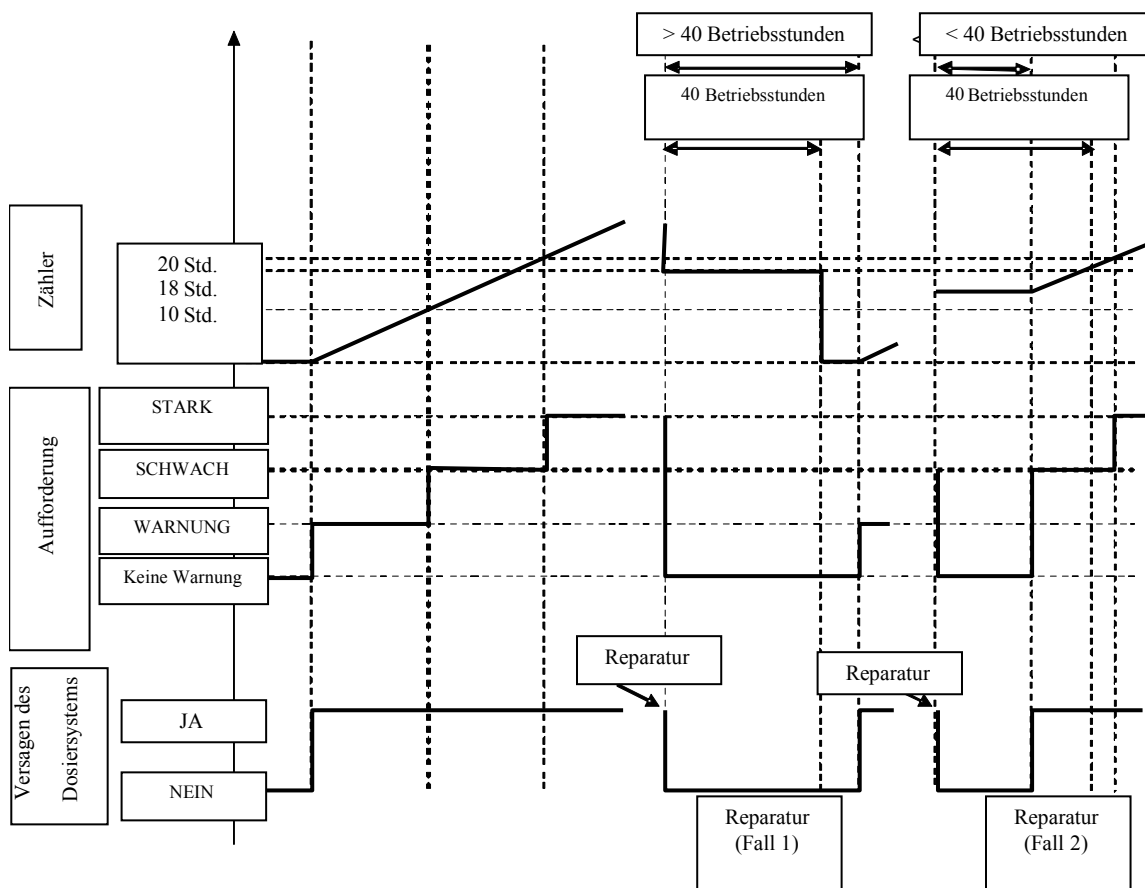 > 40 Betriebsstunden
< 40 Betriebsstunden
40 Betriebsstunden
40 Betriebsstunden
Zähler
20 Std.
18 Std.
10 Std.
Aufforderung
STARK
SCHWACH
WARNUNG
Keine Warnung
Versagen des
Dosiersystems
JA
NEIN
Reparatur
Reparatur
Reparatur
(Fall 1)
Reparatur
(Fall 2)